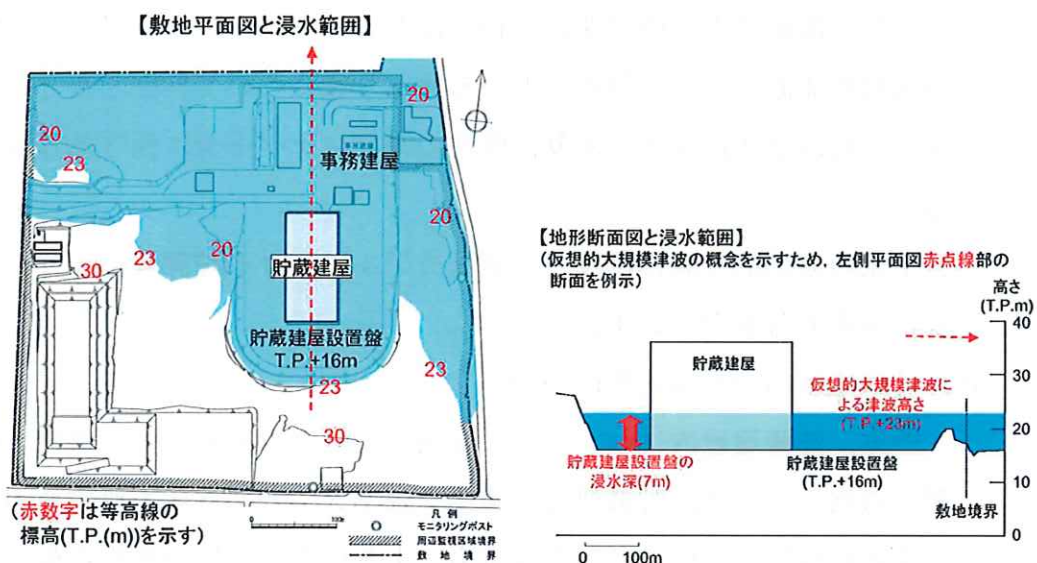 【敷地平面図と浸水範囲】
20
20
23
事務建屋
20
23
20
30
貯蔵建屋
貯蔵建屋設置盤
T.P.+16m
23
23
30
(赤数字は等高線の
標高(T.P.(m))を示す)
凡例
モニタリングポスト
周辺監視区域境界
敷地境界
【地形断面図と浸水範囲】
(仮想的大規模津波の概念を示すため, 左側平面図赤点線部の
断面を例示)
高さ
(T.P.m)
40
貯蔵建屋
30
仮想的大規模津波に
よる津波高さ
(T.P.+23m)
20
貯蔵建屋設置盤の
浸水深(7m)
貯蔵建屋設置盤
(T.P.+16m)
10
敷地境界
0
0 100m